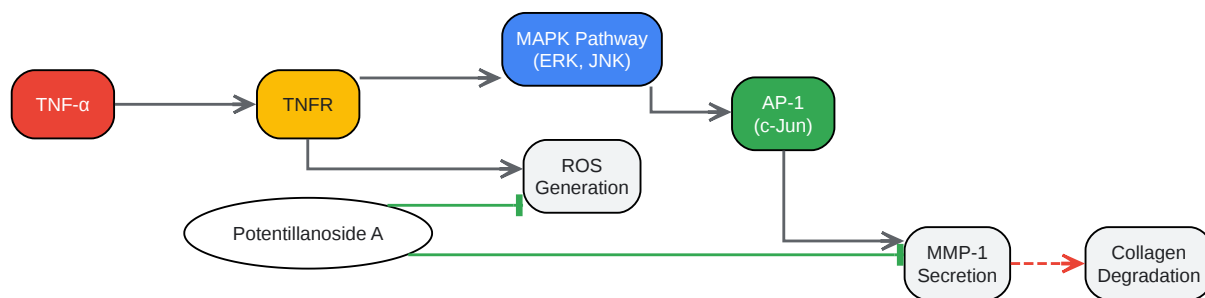 MAPK Pathway
(ERK, JNK)
TNF-α
TNFR
AP-1
(c-Jun)
ROS
Generation
Potentillanoside A
MMP-1
Secretion
Collagen
Degradation